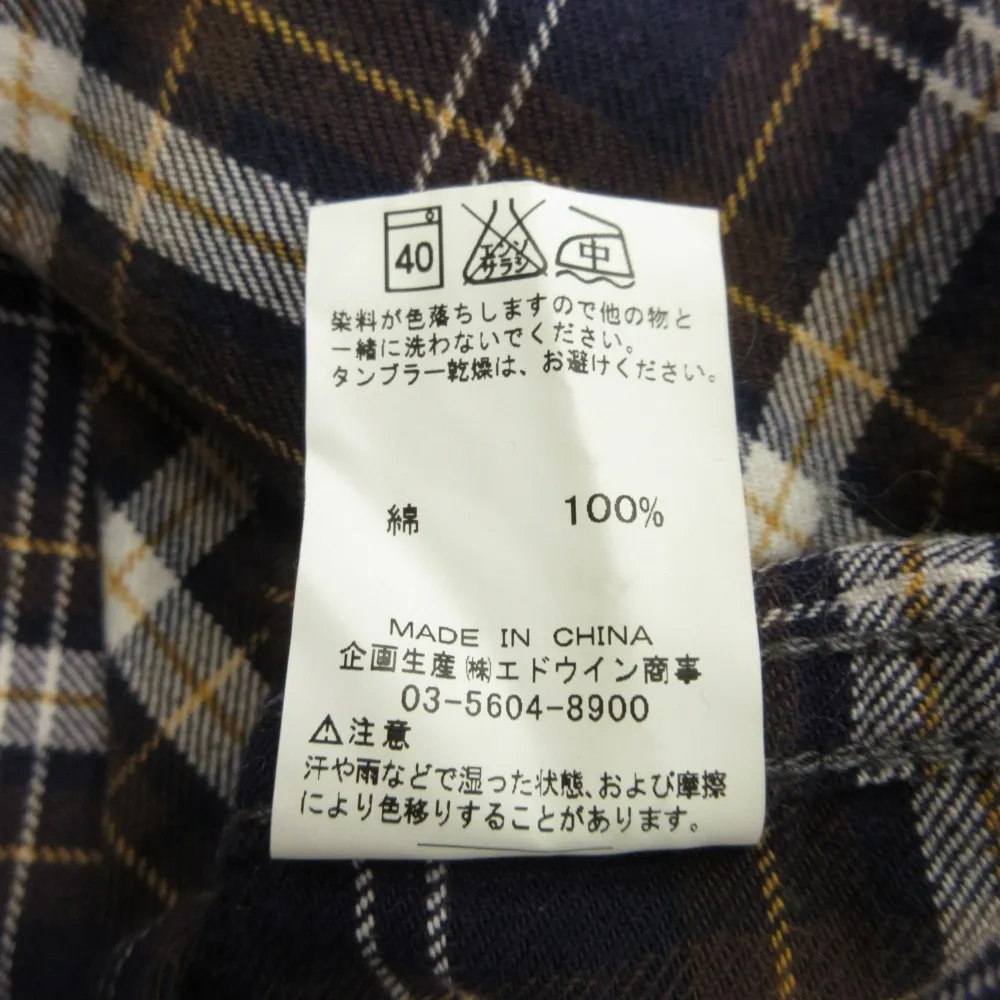 40 エンソサラシ 中
染料が色落ちしますので他の物と
一緒に洗わないでください。
タンブラー乾燥は、お避けください。
綿 100%
MADE IN CHINA
企画生産㈱エドウイン商事
03-5604-8900
⚠注意
汗や雨などで湿った状態、および摩擦
により色移りすることがあります。